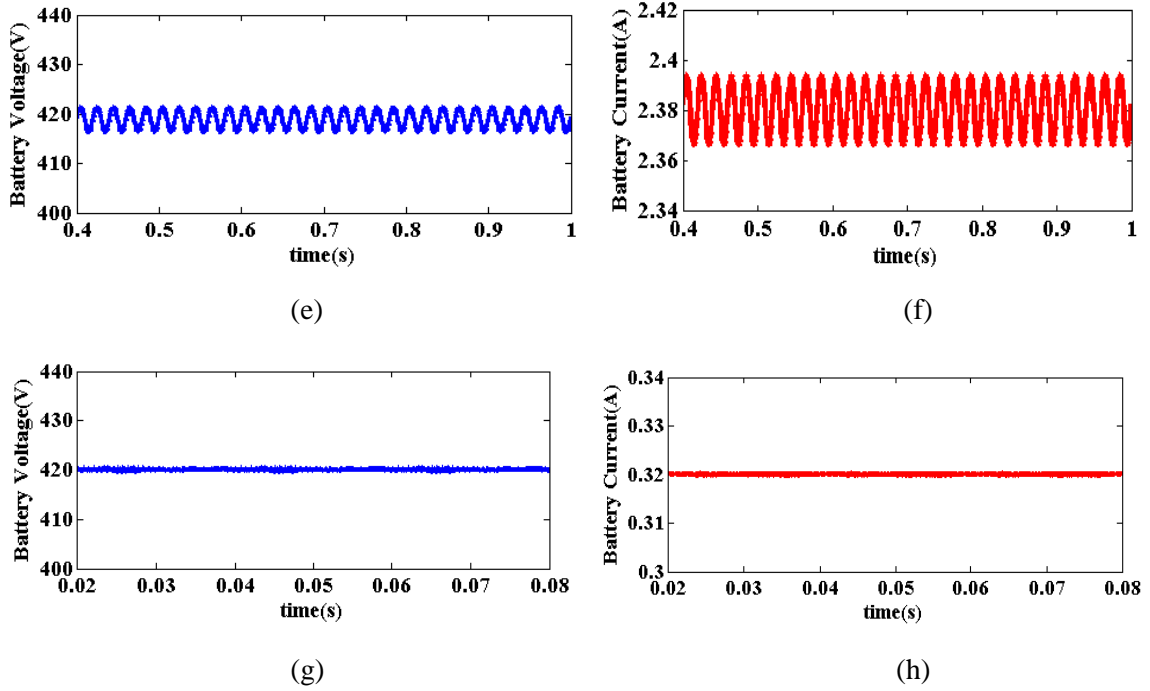 440
430
420
410
400
Battery Voltage(V)
0.4 0.5 0.6 0.7 0.8 0.9 1
time(s)
(e)
2.42
2.4
2.38
2.36
2.34
Battery Current(A)
0.4 0.5 0.6 0.7 0.8 0.9 1
time(s)
(f)
440
430
420
410
400
Battery Voltage(V)
0.02 0.03 0.04 0.05 0.06 0.07 0.08
time(s)
(g)
0.34
0.33
0.32
0.31
0.3
Battery Current(A)
0.02 0.03 0.04 0.05 0.06 0.07 0.08
time(s)
(h)